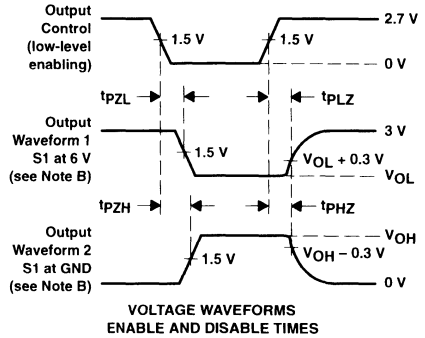 Output
Control
(low-level
enabling)
1.5 V
1.5 V
2.7 V
0 V
tPZL
tPLZ
Output
Waveform 1
S1 at 6 V
(see Note B)
1.5 V
3 V
VOL + 0.3 V
VOL
tPZH
tPHZ
Output
Waveform 2
S1 at GND
(see Note B)
1.5 V
VOH
VOH − 0.3 V
0 V
VOLTAGE WAVEFORMS
ENABLE AND DISABLE TIMES